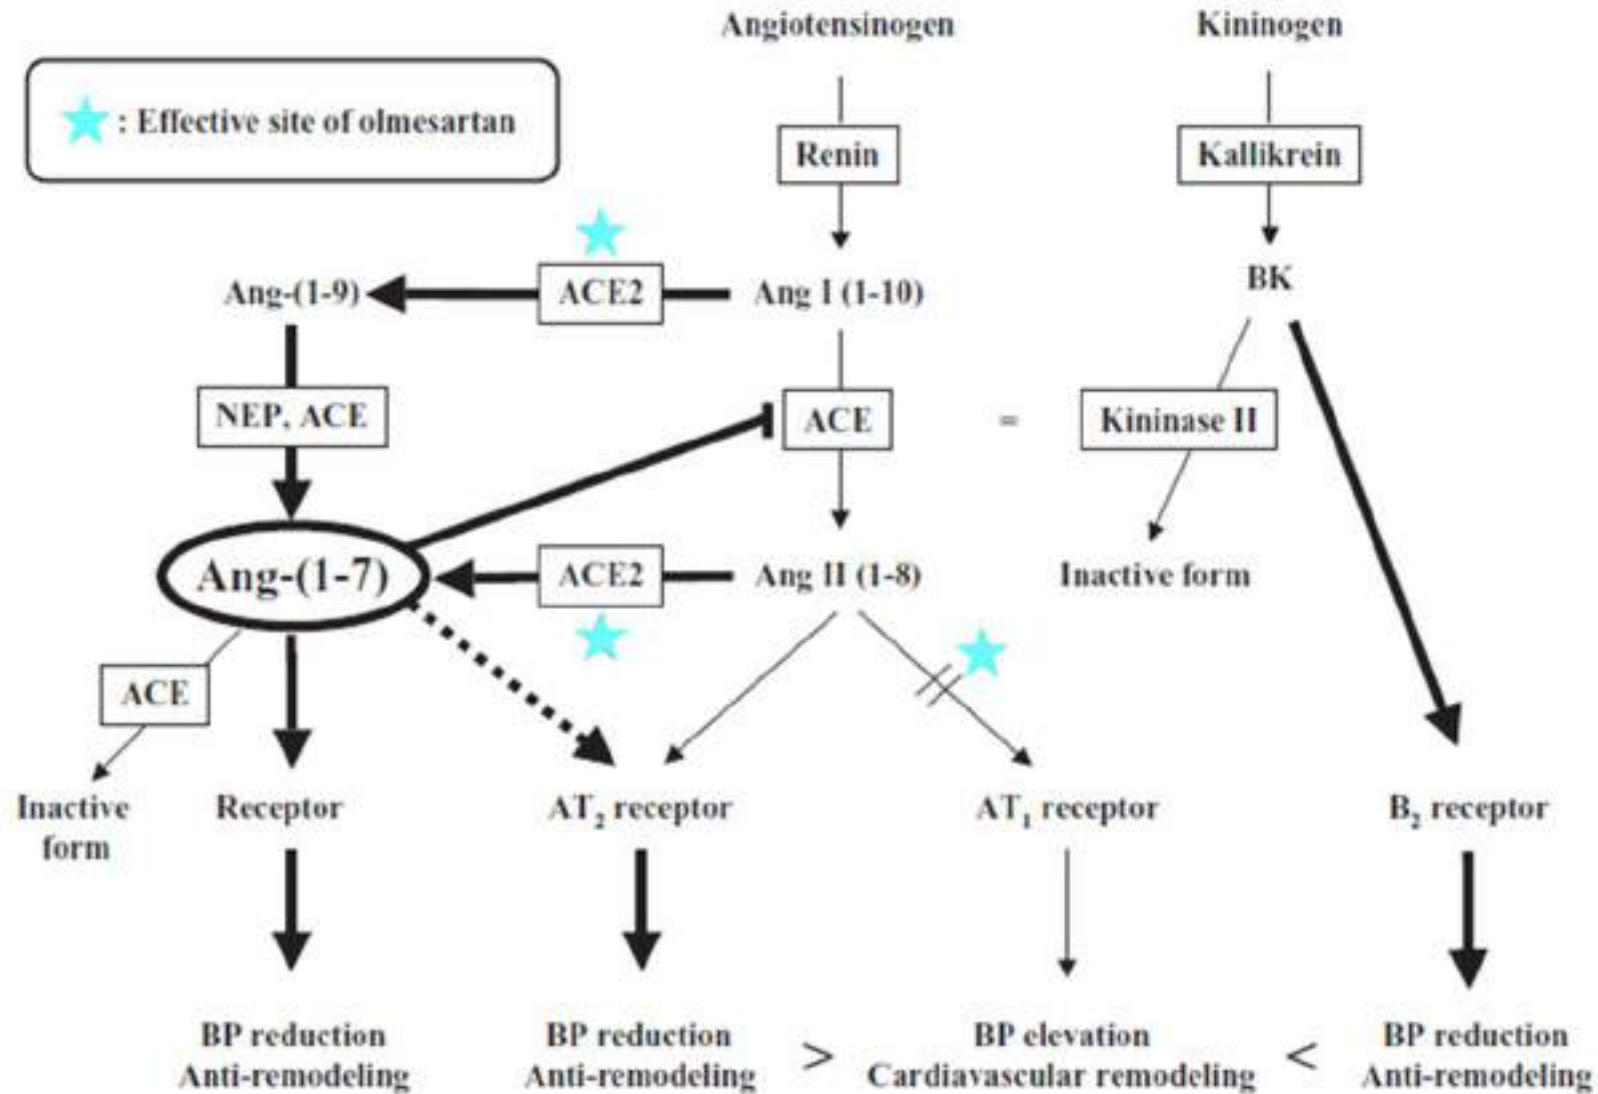 Angiotensinogen
Kininogen
: Effective site of olmesartan
Renin
Kallikrein
Ang-(1-9)
ACE2
Ang I (1-10)
BK
NEP, ACE
ACE
=
Kininase II
Ang-(1-7)
ACE2
Ang II (1-8)
Inactive form
ACE
Inactive
form
Receptor
AT₂ receptor
AT₁ receptor
B₂ receptor
BP reduction
Anti-remodeling
BP reduction
Anti-remodeling
>
BP elevation
Cardiavascular remodeling
<
BP reduction
Anti-remodeling